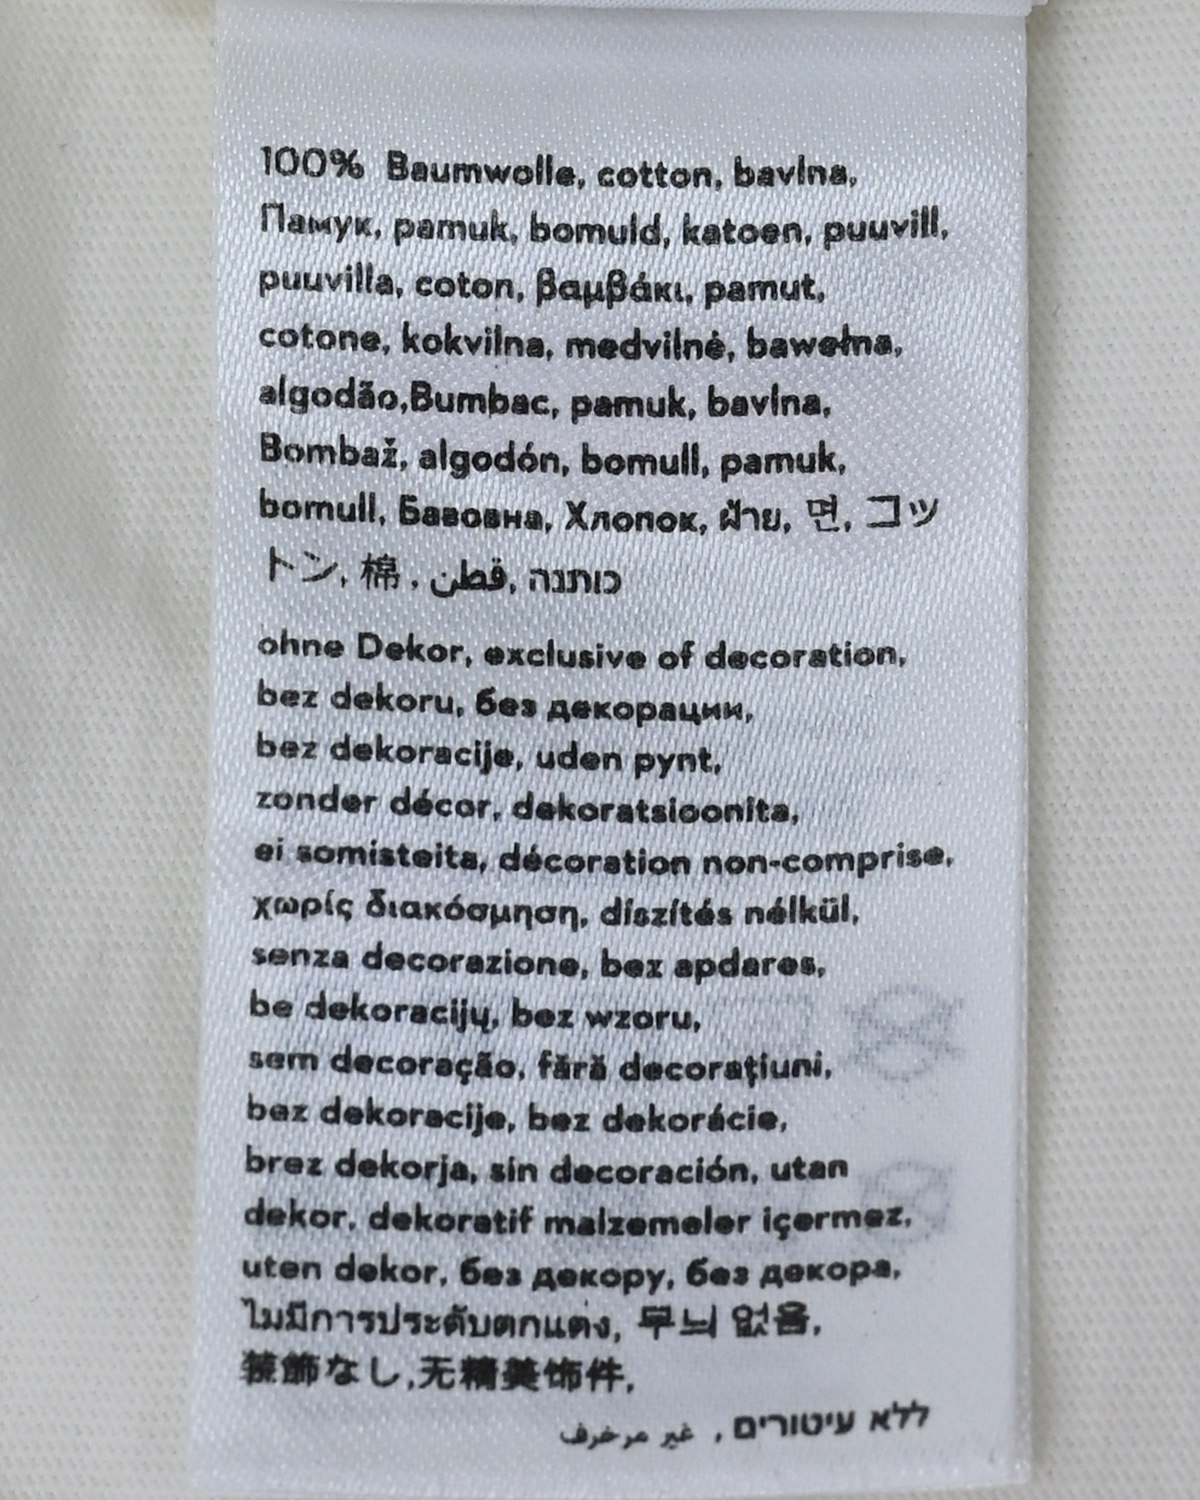 100% Baumwolle, cotton, bavlna,
Памук, pamuk, bomuld, katoen, puuvill,
puuvilla, coton, βαμβάκι, pamut,
cotone, kokvilna, medvilnė, bawełna,
algodão,Bumbac, pamuk, bavlna,
Bombaž, algodón, bomull, pamuk,
bomull, Бавовна, Хлопок, ฝ้าย, 면, コッ
トン, 棉, قطن, כותנה
ohne Dekor, exclusive of decoration,
bez dekoru, без декорации,
bez dekoracije, uden pynt,
zonder décor, dekoratsioonita,
ei somisteita, décoration non-comprise,
χωρίς διακόσμηση, díszítés nélkül,
senza decorazione, bez apdares,
be dekoracijų, bez wzoru,
sem decoração, fără decorațiuni,
bez dekoracije, bez dekorácie,
brez dekorja, sin decoración, utan
dekor, dekoratif malzemeler içermez,
uten dekor, без декору, без декора,
ไม่มีการประดับตกแต่ง, 무늬 없음,
装飾なし,无精美饰件,
ללא עיטורים, غير مزخرف